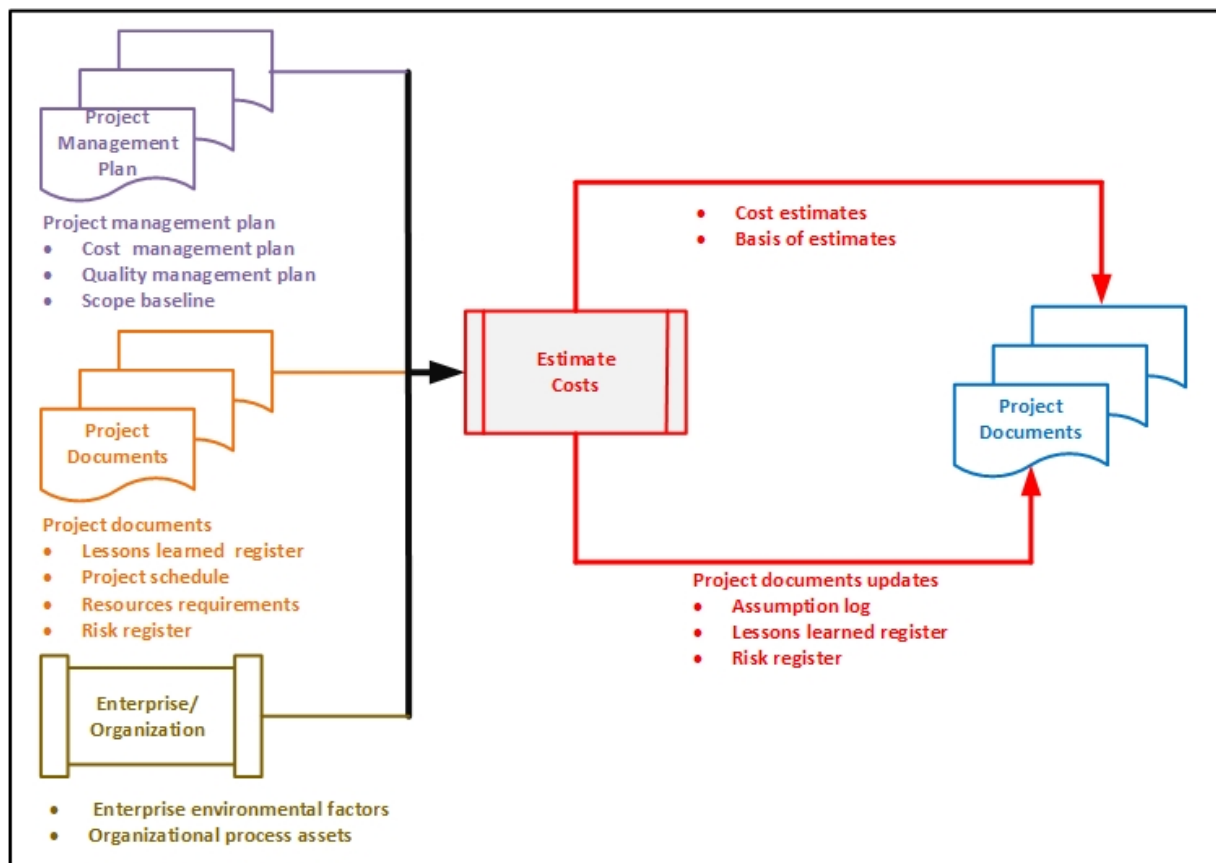 Project
Management
Plan
Project management plan
• Cost management plan
• Quality management plan
• Scope baseline
Project
Documents
Project documents
• Lessons learned register
• Project schedule
• Resources requirements
• Risk register
Enterprise/
Organization
• Enterprise environmental factors
• Organizational process assets
Estimate
Costs
• Cost estimates
• Basis of estimates
Project documents updates
• Assumption log
• Lessons learned register
• Risk register
Project
Documents